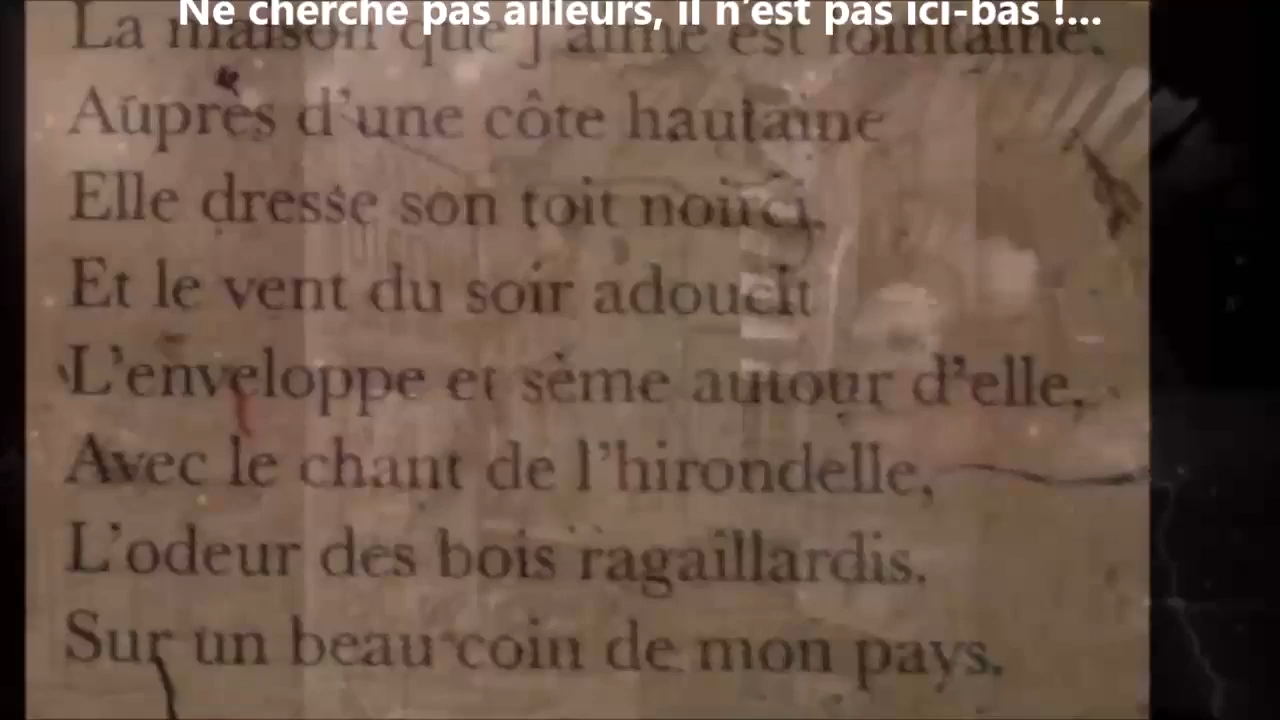 Ne cherche pas ailleurs, il n'est pas ici-bas !...
La maison que j'aime est lointaine.
Auprès d'une côte hautaine
Elle dresse son toit noirci.
Et le vent du soir adoucit
L'enveloppe et sème autour d'elle,
Avec le chant de l'hirondelle,
L'odeur des bois ragaillardis.
Sur un beau coin de mon pays.